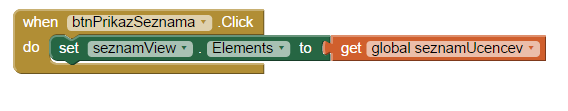 when btnPrikazSeznama .Click
do set seznamView . Elements to get global seznamUcencev